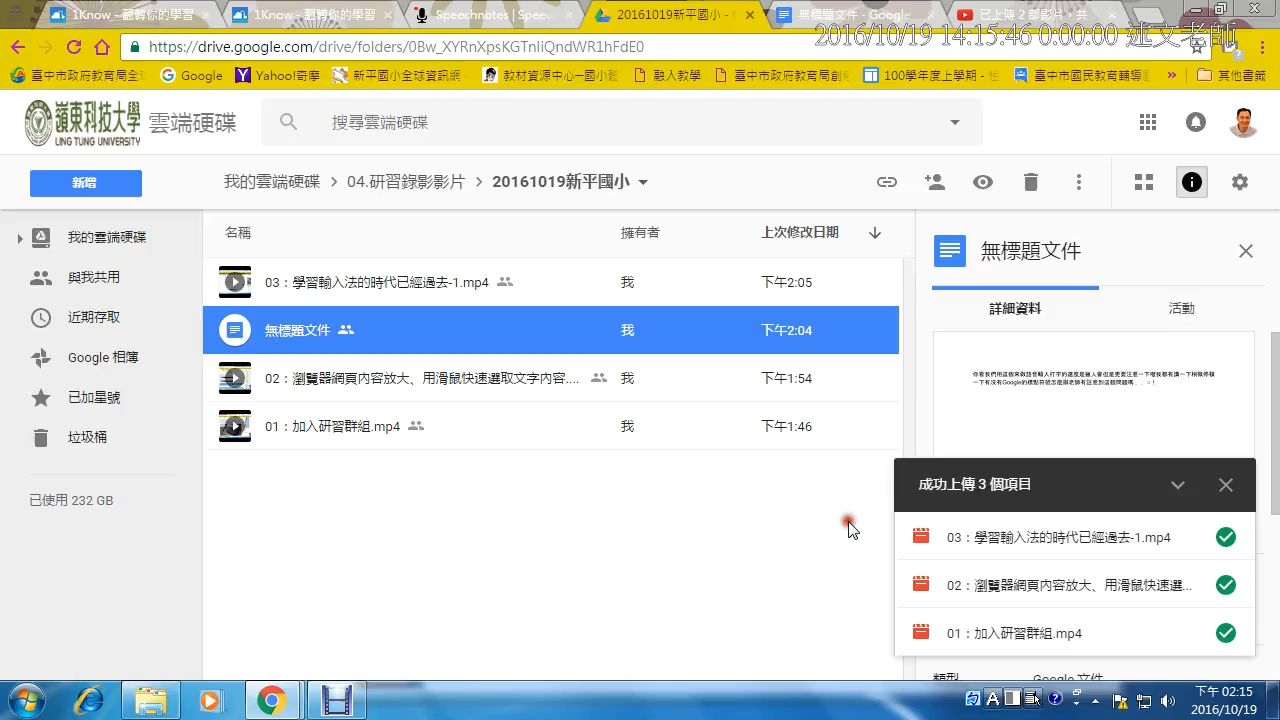 1Know - 翻轉你的學習
1Know - 翻轉你的學習
Speechnotes | Spee
20161019新平國小 -
無標題文件 - Google
已上傳 2 部影片，共
2016/10/19 14:15:46 0:00:00 述文老師
https://drive.google.com/drive/folders/0Bw_XYRnXpsKGTnliQndWR1hFdE0
臺中市政府教育局全
Google
Yahoo!奇摩
新平國小全球資訊網
教材資源中心—國小
融入教學
臺中市政府教育局創
100學年度上學期 -
臺中市國民教育輔導
»
其他書籤
嶺東科技大學
LING TUNG UNIVERSITY
雲端硬碟
搜尋雲端硬碟
新增
我的雲端硬碟 > 04.研習錄影影片 > 20161019新平國小
我的雲端硬碟
與我共用
近期存取
Google 相簿
已加星號
垃圾桶
已使用 232 GB
名稱 擁有者 上次修改日期
03：學習輸入法的時代已經過去-1.mp4 我 下午2:05
無標題文件 我 下午2:04
02：瀏覽器網頁內容放大、用滑鼠快速選取文字內容.... 我 下午1:54
01：加入研習群組.mp4 我 下午1:46
無標題文件
詳細資料 活動
成功上傳 3 個項目
03：學習輸入法的時代已經過去-1.mp4
02：瀏覽器網頁內容放大、用滑鼠快速選...
01：加入研習群組.mp4
類型 Google 文件
下午 02:15
2016/10/19